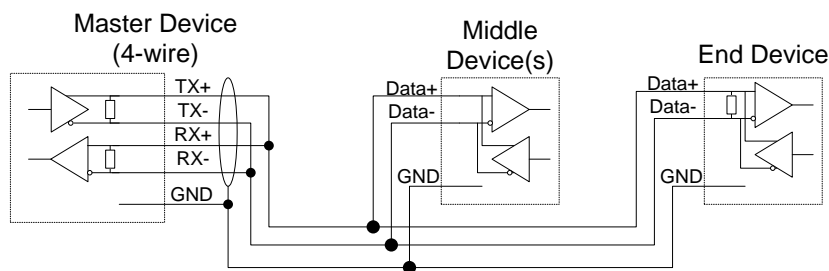 Master Device
(4-wire)
TX+
TX-
RX+
RX-
GND
Middle
Device(s)
Data+
Data-
GND
End Device
Data+
Data-
GND